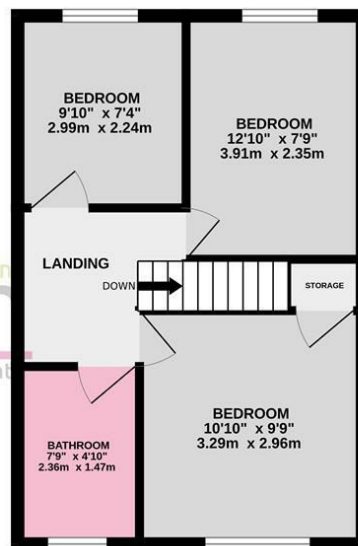 BEDROOM
9'10" x 7'4"
2.99m x 2.24m
BEDROOM
12'10" x 7'9"
3.91m x 2.35m
LANDING
DOWN
STORAGE
BEDROOM
10'10" x 9'9"
3.29m x 2.96m
BATHROOM
7'9" x 4'10"
2.36m x 1.47m